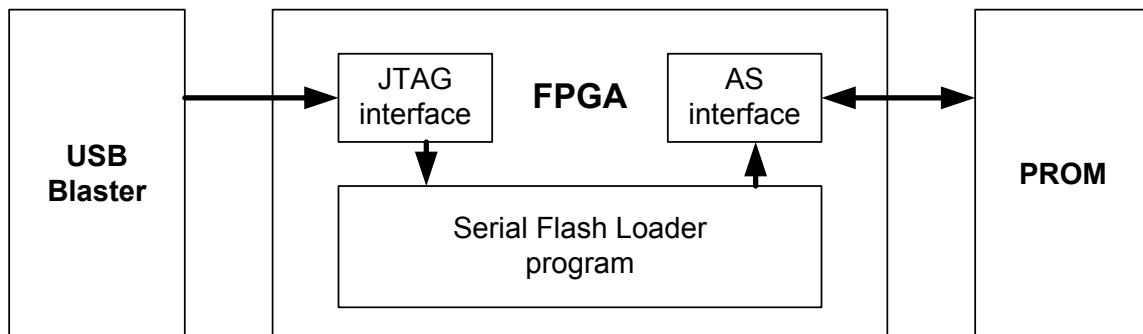 USB
Blaster
JTAG
interface
FPGA
AS
interface
Serial Flash Loader
program
PROM